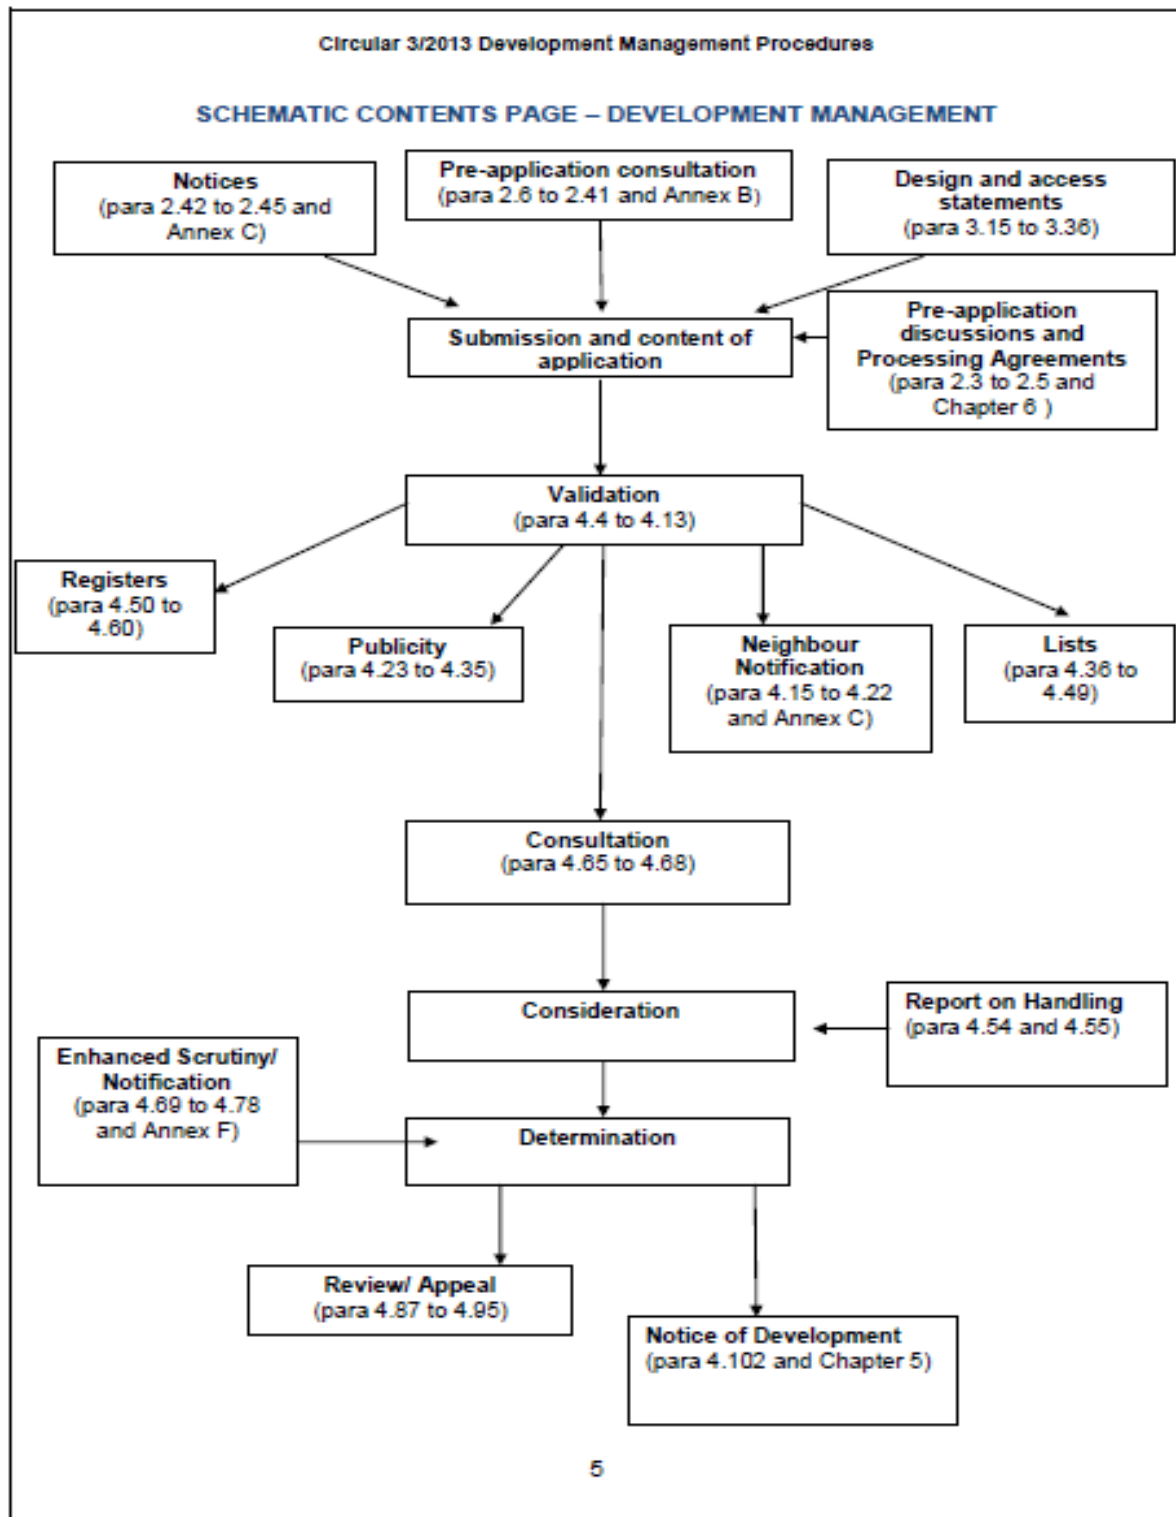 Circular 3/2013 Development Management Procedures
SCHEMATIC CONTENTS PAGE – DEVELOPMENT MANAGEMENT
Notices
(para 2.42 to 2.45 and
Annex C)
Pre-application consultation
(para 2.6 to 2.41 and Annex B)
Design and access
statements
(para 3.15 to 3.36)
Submission and content of
application
Pre-application
discussions and
Processing Agreements
(para 2.3 to 2.5 and
Chapter 6 )
Validation
(para 4.4 to 4.13)
Registers
(para 4.50 to
4.60)
Publicity
(para 4.23 to 4.35)
Neighbour
Notification
(para 4.15 to 4.22
and Annex C)
Lists
(para 4.36 to
4.49)
Consultation
(para 4.65 to 4.68)
Consideration
Report on Handling
(para 4.54 and 4.55)
Enhanced Scrutiny/
Notification
(para 4.69 to 4.78
and Annex F)
Determination
Review/ Appeal
(para 4.87 to 4.95)
Notice of Development
(para 4.102 and Chapter 5)
5